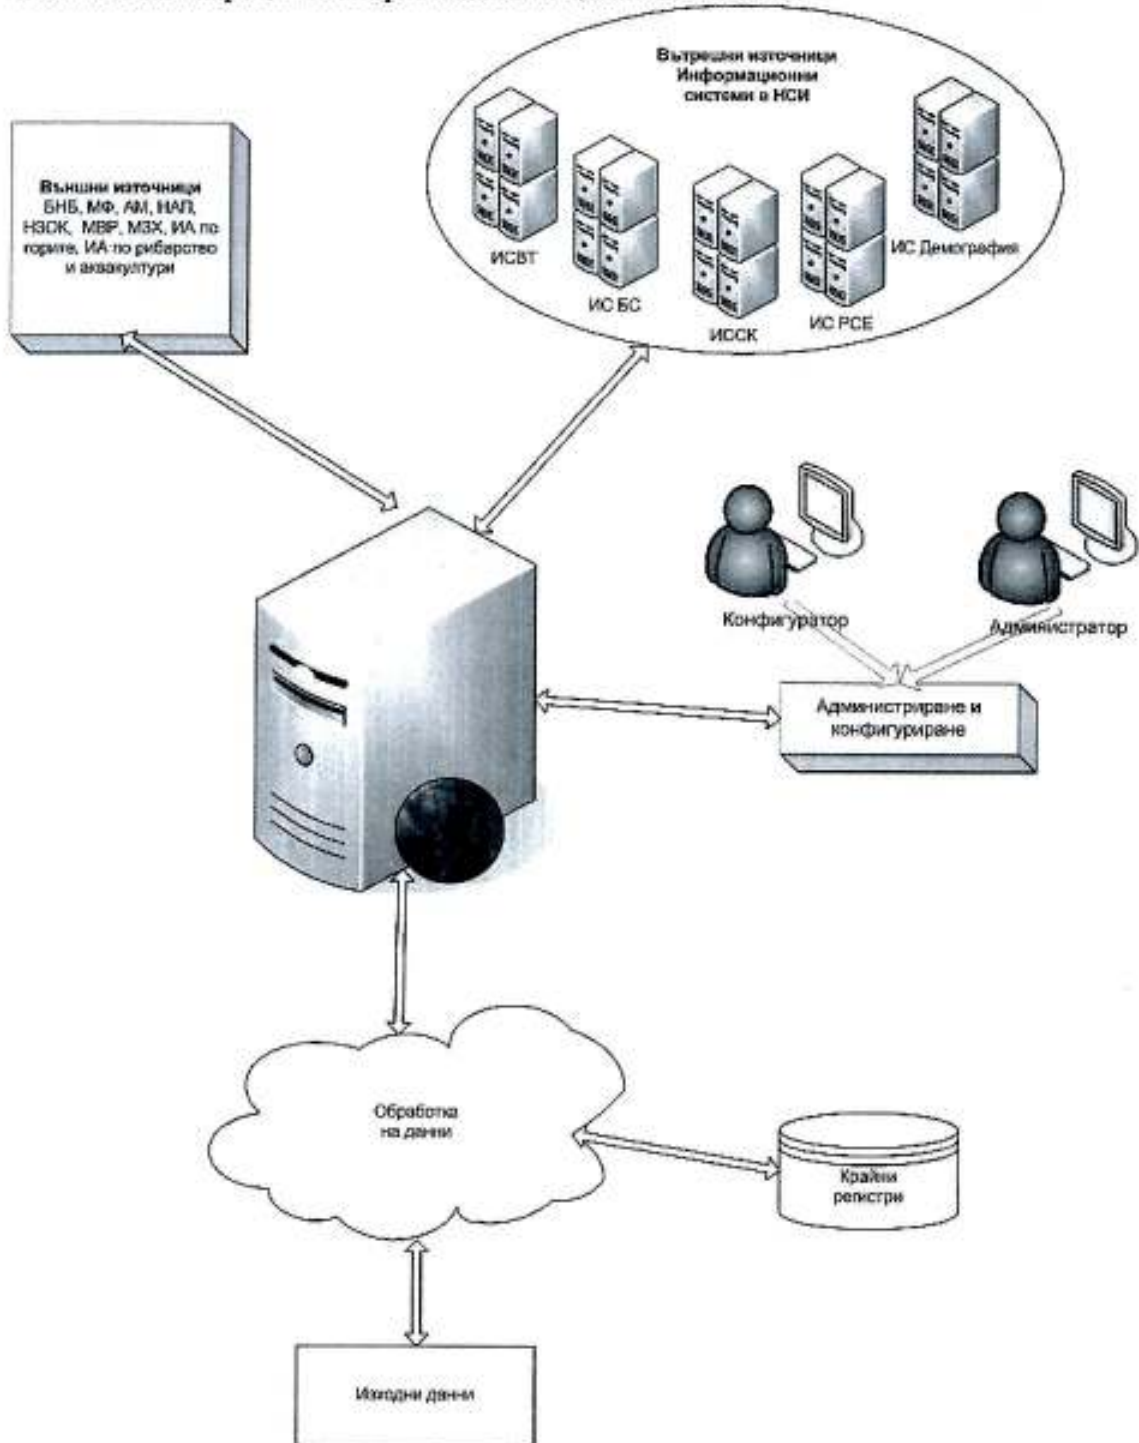 Вътрешни източници
Информационни
системи в НСИ
Външни източници
БНБ, МФ, АМ, НАП,
НЗОК, МВР, МЗХ, ИА по
горите, ИА по рибарство
и аквакултури
ИСВТ
ИС БС
ИССК
ИС РСЕ
ИС Демография
Конфигуратор
Администратор
Администриране и
конфигуриране
Обработка
на данни
Крайни
регистри
Изходни данни